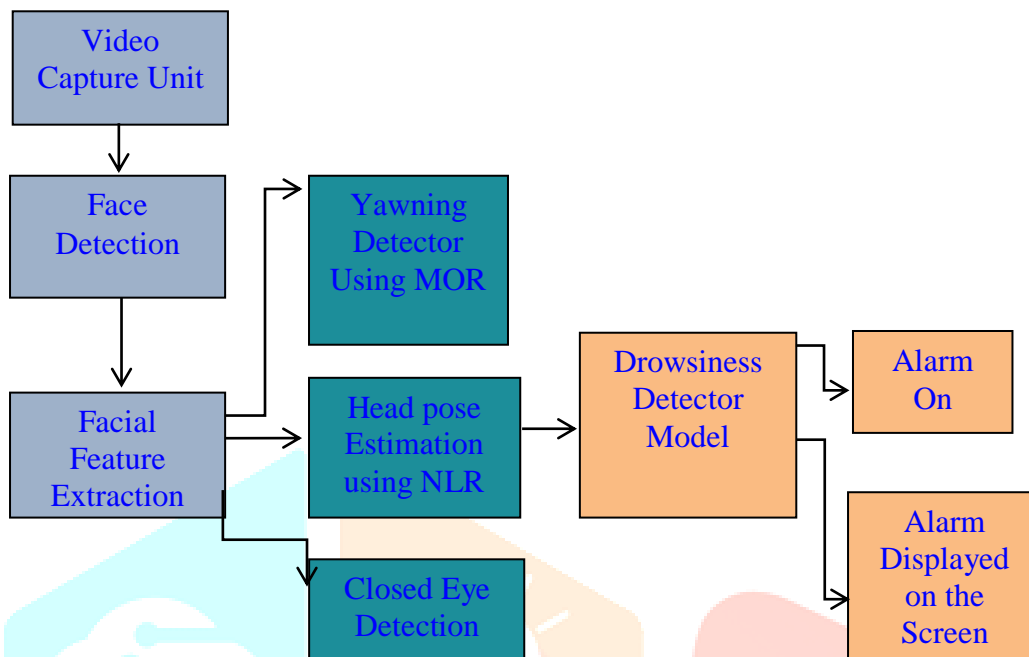 Video
Capture Unit
Face
Detection
Facial
Feature
Extraction
Yawning
Detector
Using MOR
Head pose
Estimation
using NLR
Closed Eye
Detection
Drowsiness
Detector
Model
Alarm
On
Alarm
Displayed
on the
Screen